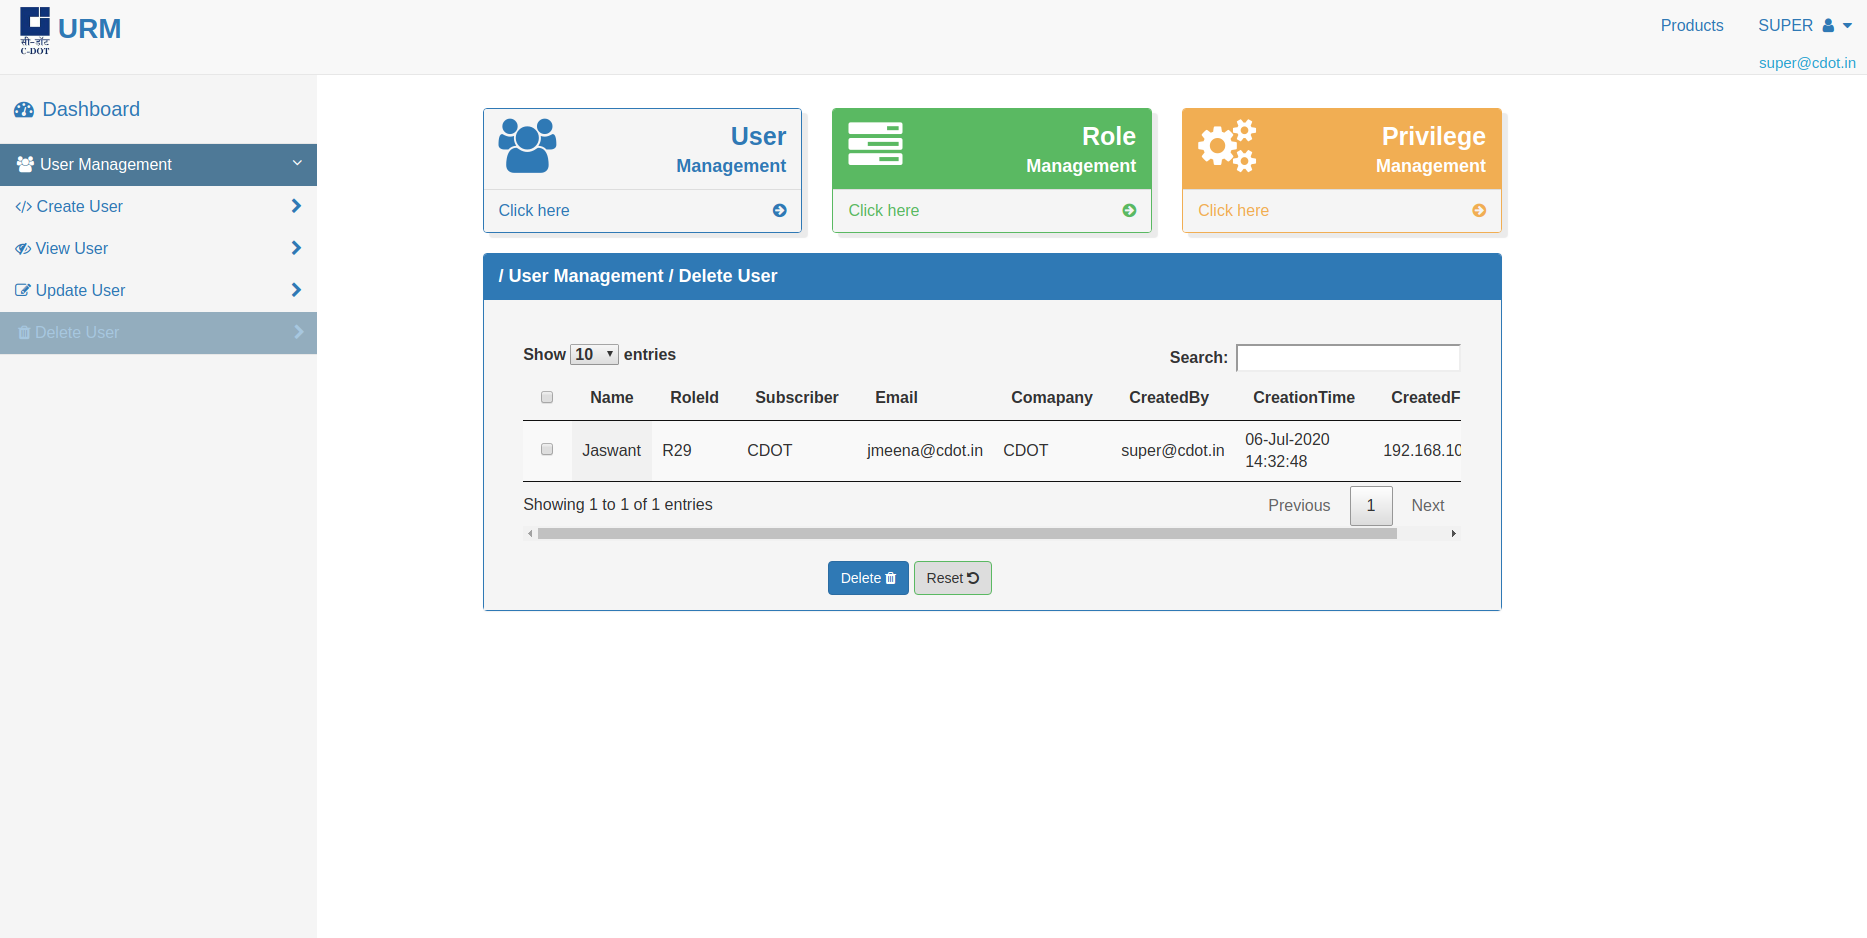 URM
सी-डॉट
C-DOT
Products SUPER
super@cdot.in
Dashboard
User Management
Create User
View User
Update User
Delete User
User
Management
Click here
Role
Management
Click here
Privilege
Management
Click here
/ User Management / Delete User
Show 10 entries
Search:
Name RoleId Subscriber Email Comapany CreatedBy CreationTime CreatedF
Jaswant R29 CDOT jmeena@cdot.in CDOT super@cdot.in 06-Jul-2020 14:32:48 192.168.10
Showing 1 to 1 of 1 entries
Previous 1 Next
Delete Reset